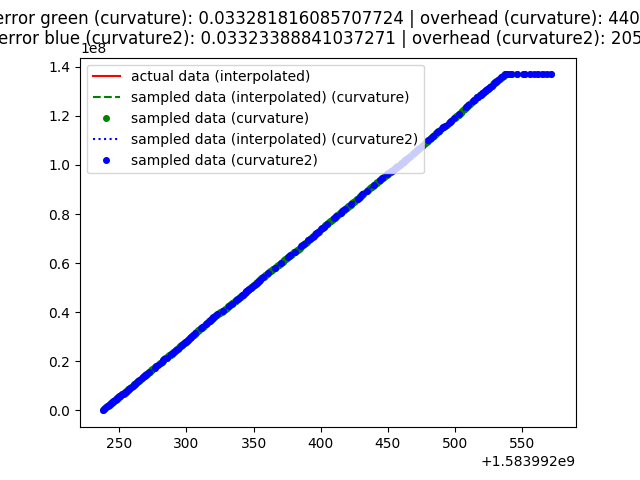 error green (curvature): 0.033281816085707724 | overhead (curvature): 440
error blue (curvature2): 0.03323388841037271 | overhead (curvature2): 205
1e8
actual data (interpolated)
sampled data (interpolated) (curvature)
sampled data (curvature)
sampled data (interpolated) (curvature2)
sampled data (curvature2)
1.4
1.2
1.0
0.8
0.6
0.4
0.2
0.0
250 300 350 400 450 500 550
+1.583992e9